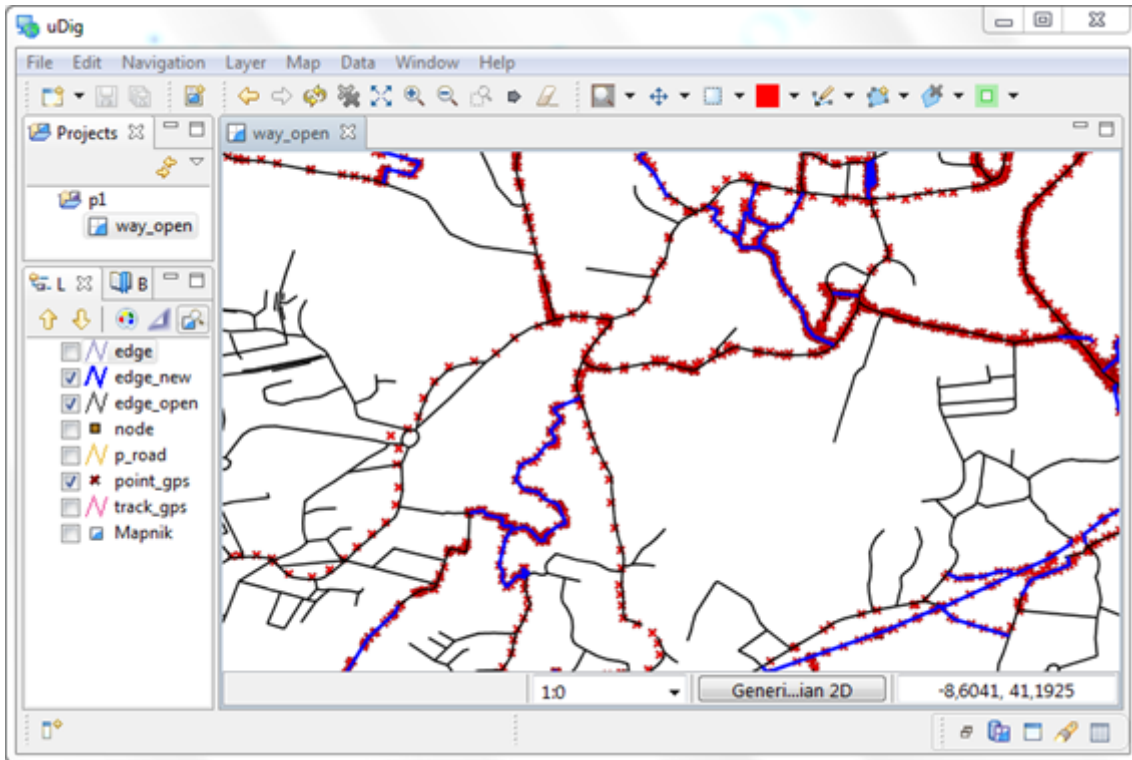 uDig
File Edit Navigation Layer Map Data Window Help
Projects
way_open
p1
way_open
L B
edge
edge_new
edge_open
node
p_road
point_gps
track_gps
Mapnik
1:0 Generi...ian 2D -8,6041, 41,1925